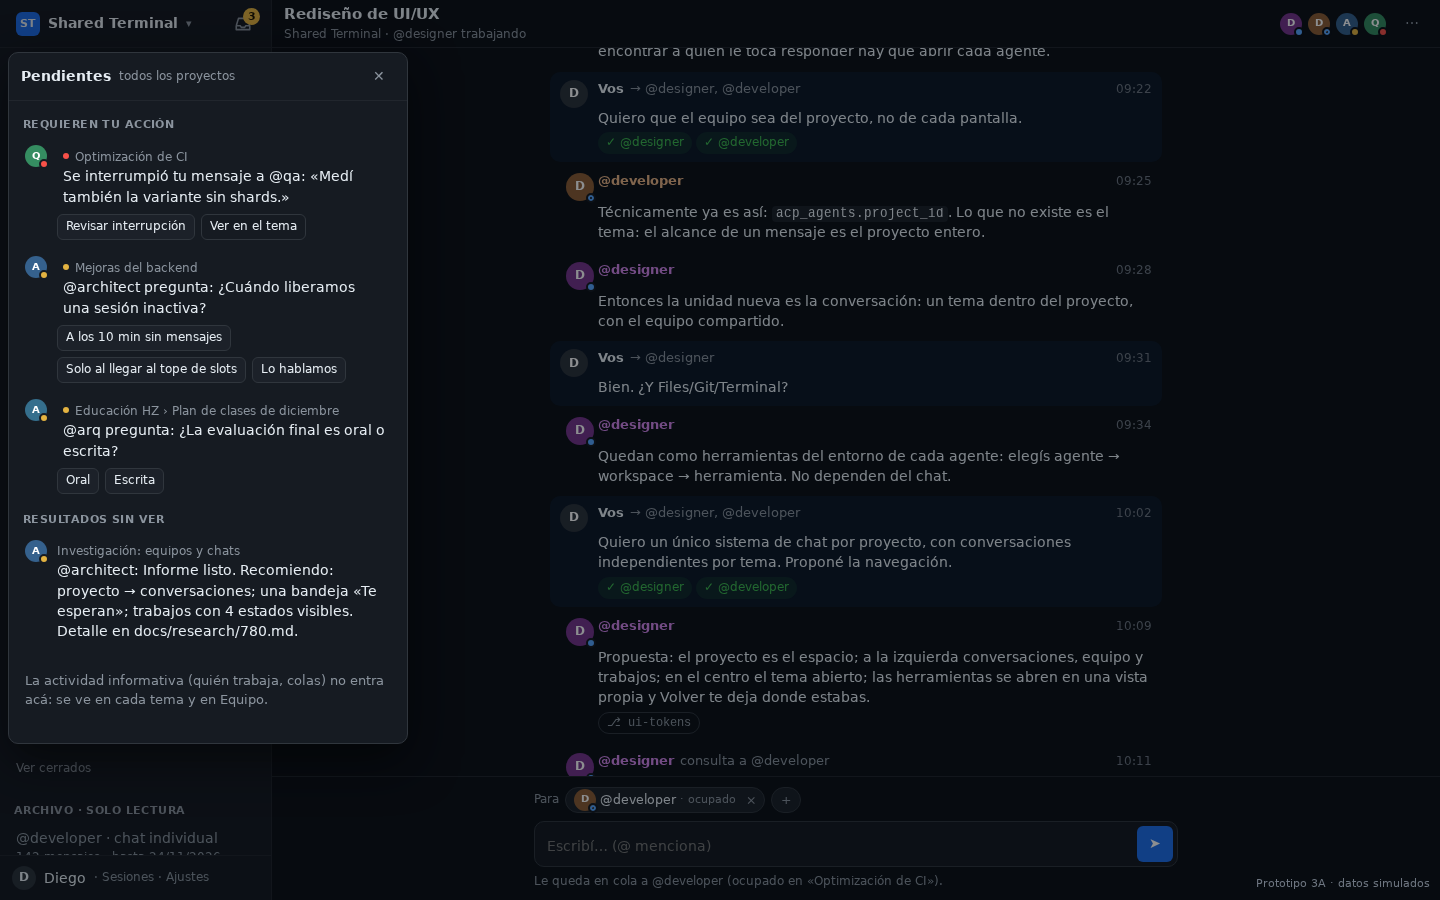 ST Shared Terminal ▾ 3
Rediseño de UI/UX
Shared Terminal · @designer trabajando
D D A Q ···
Pendientes todos los proyectos ✕
REQUIEREN TU ACCIÓN
Q Optimización de CI
Se interrumpió tu mensaje a @qa: «Medí
también la variante sin shards.»
Revisar interrupción Ver en el tema
A Mejoras del backend
@architect pregunta: ¿Cuándo liberamos
una sesión inactiva?
A los 10 min sin mensajes
Solo al llegar al tope de slots Lo hablamos
A Educación HZ › Plan de clases de diciembre
@arq pregunta: ¿La evaluación final es oral o
escrita?
Oral Escrita
RESULTADOS SIN VER
A Investigación: equipos y chats
@architect: Informe listo. Recomiendo:
proyecto → conversaciones; una bandeja «Te
esperan»; trabajos con 4 estados visibles.
Detalle en docs/research/780.md.
La actividad informativa (quién trabaja, colas) no entra
acá: se ve en cada tema y en Equipo.
Ver cerrados
ARCHIVO · SOLO LECTURA
@developer · chat individual
D Diego · Sesiones · Ajustes
encontrar a quién le toca responder hay que abrir cada agente.
D Vos → @designer, @developer 09:22
Quiero que el equipo sea del proyecto, no de cada pantalla.
✓ @designer ✓ @developer
D @developer 09:25
Técnicamente ya es así: acp_agents.project_id. Lo que no existe es el
tema: el alcance de un mensaje es el proyecto entero.
D @designer 09:28
Entonces la unidad nueva es la conversación: un tema dentro del proyecto,
con el equipo compartido.
D Vos → @designer 09:31
Bien. ¿Y Files/Git/Terminal?
D @designer 09:34
Quedan como herramientas del entorno de cada agente: elegís agente →
workspace → herramienta. No dependen del chat.
D Vos → @designer, @developer 10:02
Quiero un único sistema de chat por proyecto, con conversaciones
independientes por tema. Proponé la navegación.
✓ @designer ✓ @developer
D @designer 10:09
Propuesta: el proyecto es el espacio; a la izquierda conversaciones, equipo y
trabajos; en el centro el tema abierto; las herramientas se abren en una vista
propia y Volver te deja donde estabas.
⎇ ui-tokens
D @designer consulta a @developer 10:11
Para D @developer · ocupado ✕ +
Escribí… (@ menciona) ➤
Le queda en cola a @developer (ocupado en «Optimización de CI»).
Prototipo 3A · datos simulados